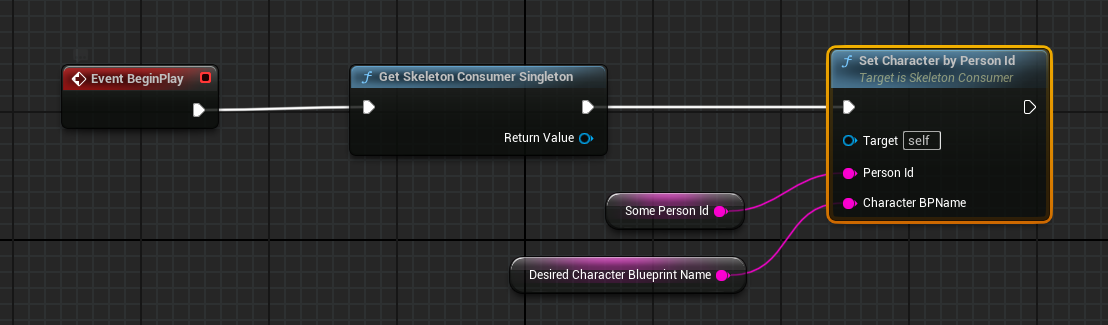 Event BeginPlay
Get Skeleton Consumer Singleton
Return Value
Set Character by Person Id
Target is Skeleton Consumer
Target self
Person Id
Character BPName
Some Person Id
Desired Character Blueprint Name